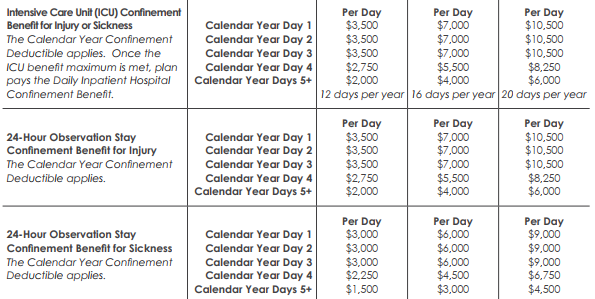 Intensive Care Unit (ICU) Confinement Per Day Per Day Per Day
Benefit for Injury or Sickness Calendar Year Day 1 $3,500 $7,000 $10,500
The Calendar Year Confinement Calendar Year Day 2 $3,500 $7,000 $10,500
Deductible applies. Once the Calendar Year Day 3 $3,500 $7,000 $10,500
ICU benefit maximum is met, plan Calendar Year Day 4 $2,750 $5,500 $8,250
pays the Daily Inpatient Hospital Calendar Year Days 5+ $2,000 $4,000 $6,000
Confinement Benefit. 12 days per year 16 days per year 20 days per year
Per Day Per Day Per Day
24-Hour Observation Stay Calendar Year Day 1 $3,500 $7,000 $10,500
Confinement Benefit for Injury Calendar Year Day 2 $3,500 $7,000 $10,500
The Calendar Year Confinement Calendar Year Day 3 $3,500 $7,000 $10,500
Deductible applies. Calendar Year Day 4 $2,750 $5,500 $8,250
Calendar Year Days 5+ $2,000 $4,000 $6,000
Per Day Per Day Per Day
24-Hour Observation Stay Calendar Year Day 1 $3,000 $6,000 $9,000
Confinement Benefit for Sickness Calendar Year Day 2 $3,000 $6,000 $9,000
The Calendar Year Confinement Calendar Year Day 3 $3,000 $6,000 $9,000
Deductible applies. Calendar Year Day 4 $2,250 $4,500 $6,750
Calendar Year Days 5+ $1,500 $3,000 $4,500